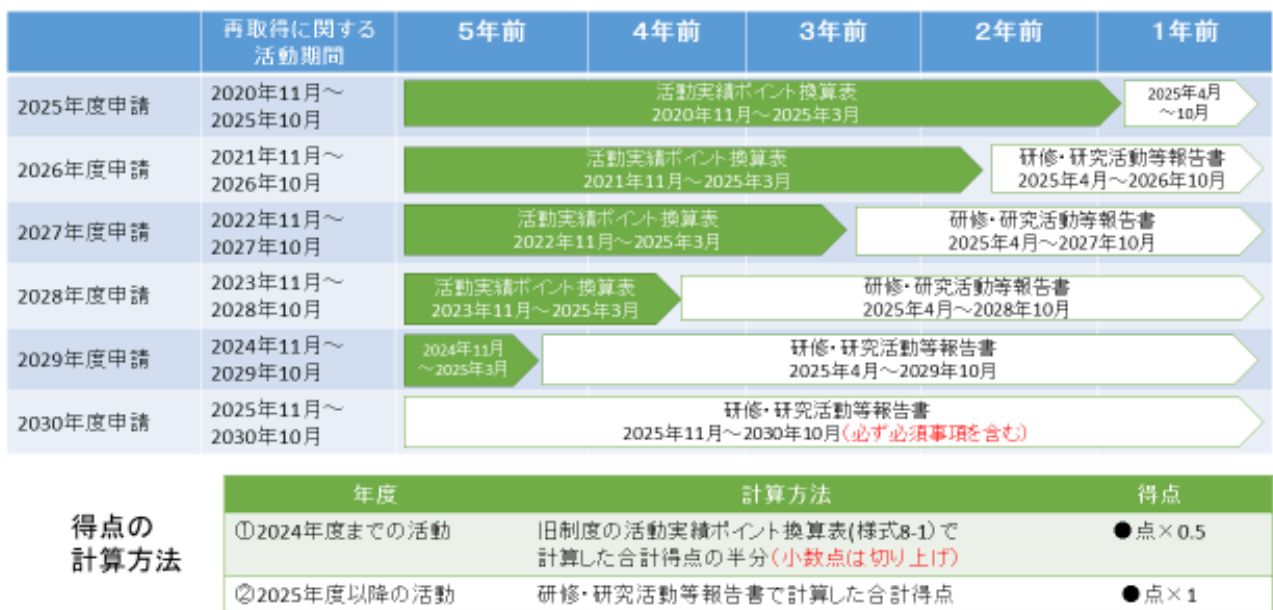 再取得に関する
活動期間
5年前
4年前
3年前
2年前
1年前
2025年度申請
2020年11月～
2025年10月
活動実績ポイント換算表
2020年11月～2025年3月
2025年4月
～10月
2026年度申請
2021年11月～
2026年10月
活動実績ポイント換算表
2021年11月～2025年3月
研修・研究活動等報告書
2025年4月～2026年10月
2027年度申請
2022年11月～
2027年10月
活動実績ポイント換算表
2022年11月～2025年3月
研修・研究活動等報告書
2025年4月～2027年10月
2028年度申請
2023年11月～
2028年10月
活動実績ポイント換算表
2023年11月～2025年3月
研修・研究活動等報告書
2025年4月～2028年10月
2029年度申請
2024年11月～
2029年10月
2024年11月
～2025年3月
研修・研究活動等報告書
2025年4月～2029年10月
2030年度申請
2025年11月～
2030年10月
研修・研究活動等報告書
2025年11月～2030年10月(必ず必須事項を含む)
得点の
計算方法
年度
計算方法
得点
①2024年度までの活動
旧制度の活動実績ポイント換算表(様式8-1)で
計算した合計得点の半分(小数点は切り上げ)
●点×0.5
②2025年度以降の活動
研修・研究活動等報告書で計算した合計得点
●点×1